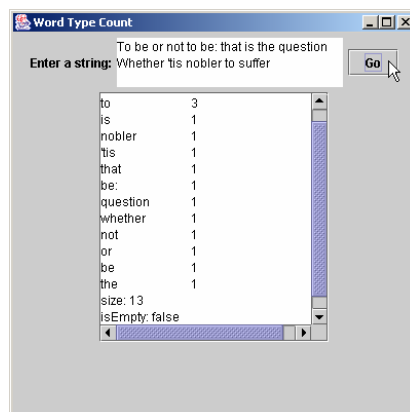 Word Type Count
To be or not to be: that is the question
Enter a string: Whether 'tis nobler to suffer
Go
to 3
is 1
nobler 1
'tis 1
that 1
be: 1
question 1
whether 1
not 1
or 1
be 1
the 1
size: 13
isEmpty: false